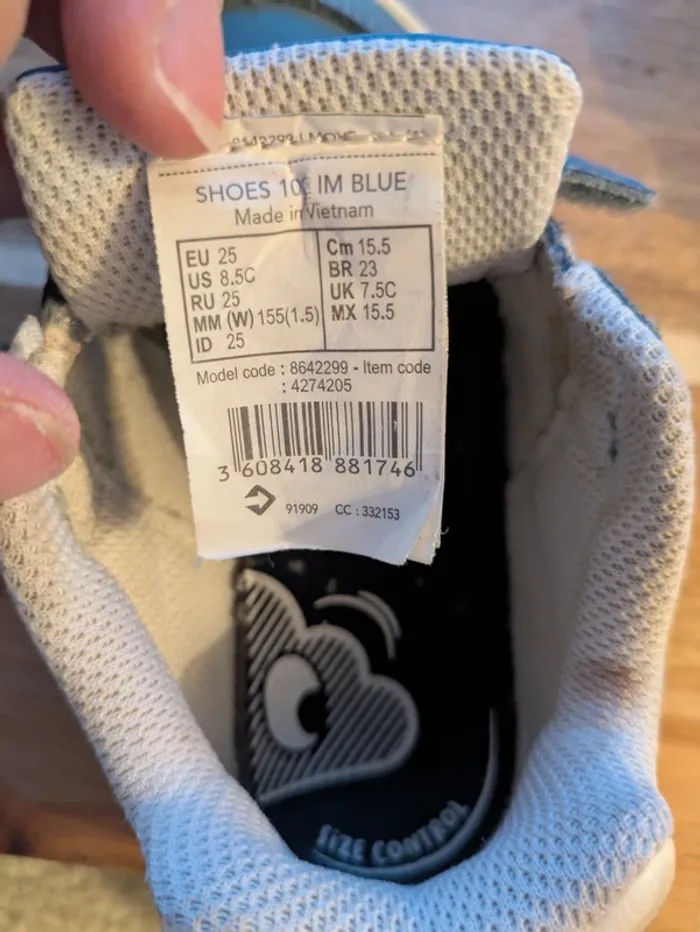 SHOES 10 IM BLUE
Made in Vietnam
EU 25
US 8.5C
RU 25
MM (W) 155(1.5)
ID 25
Cm 15.5
BR 23
UK 7.5C
MX 15.5
Model code : 8642299 - Item code
: 4274205
3 608418 881746
91909 CC : 332153
SIZE CONTROL